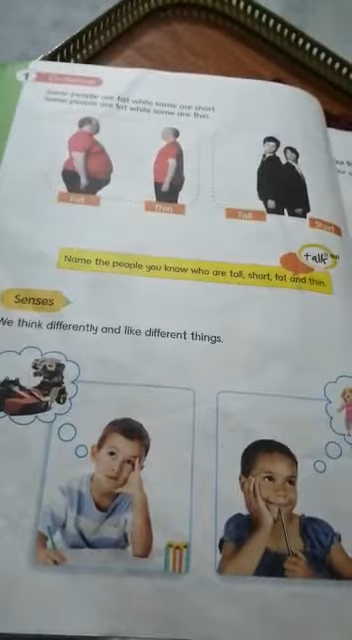 1
Some people are tall while some are short.
Some people are fat while some are thin.
Fat
Thin
Tall
Short
talk
Name the people you know who are tall, short, fat and thin.
Senses
We think differently and like different things.